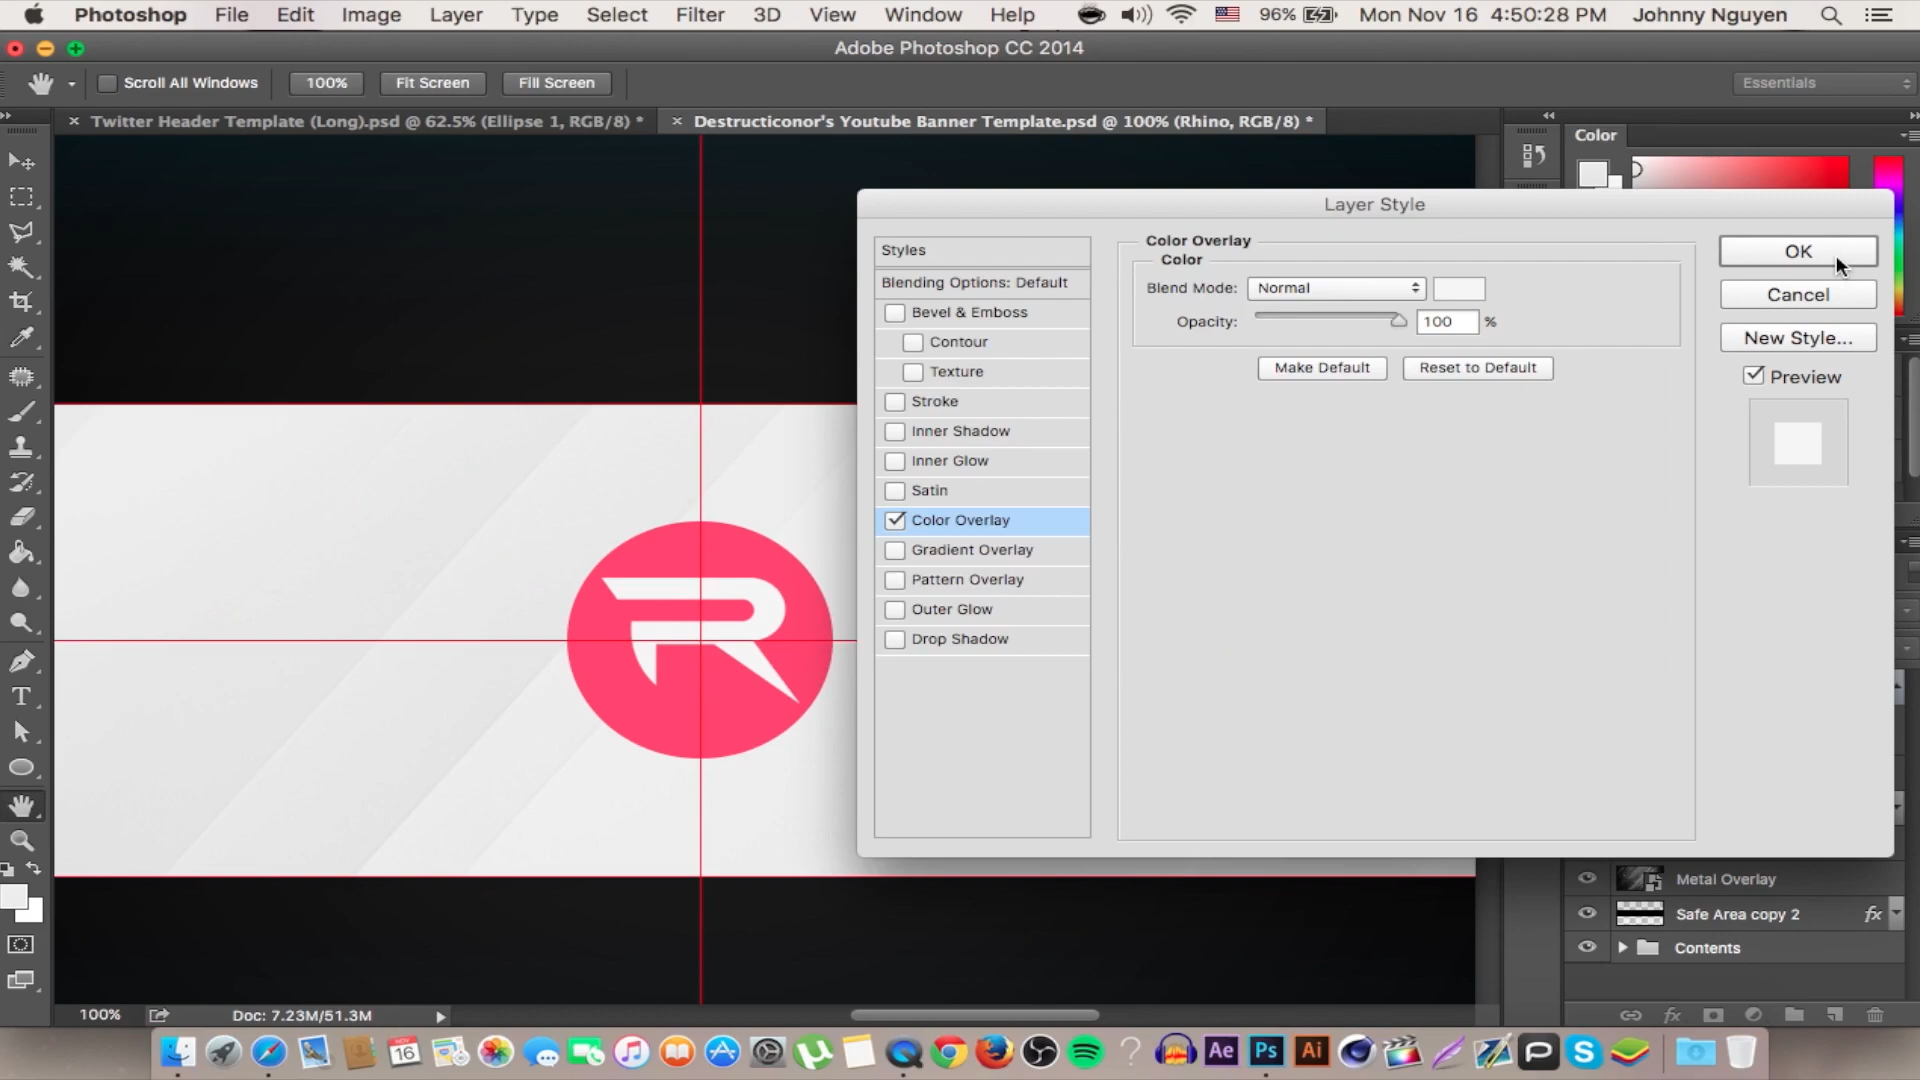 Photoshop File Edit Image Layer Type Select Filter 3D View Window Help 96% Mon Nov 16 4:50:28 PM Johnny Nguyen
Adobe Photoshop CC 2014
Scroll All Windows 100% Fit Screen Fill Screen Essentials
Twitter Header Template (Long).psd @ 62.5% (Ellipse 1, RGB/8) *
Destructiconor's Youtube Banner Template.psd @ 100% (Rhino, RGB/8) *
Color
Layer Style
Styles
Blending Options: Default
Bevel & Emboss
Contour
Texture
Stroke
Inner Shadow
Inner Glow
Satin
Color Overlay
Gradient Overlay
Pattern Overlay
Outer Glow
Drop Shadow
Color Overlay
Color
Blend Mode: Normal
Opacity: 100 %
Make Default Reset to Default
OK
Cancel
New Style...
Preview
R
T
Metal Overlay
Safe Area copy 2 fx
Contents
100% Doc: 7.23M/51.3M
fx
16 Ae Ps Ai P S